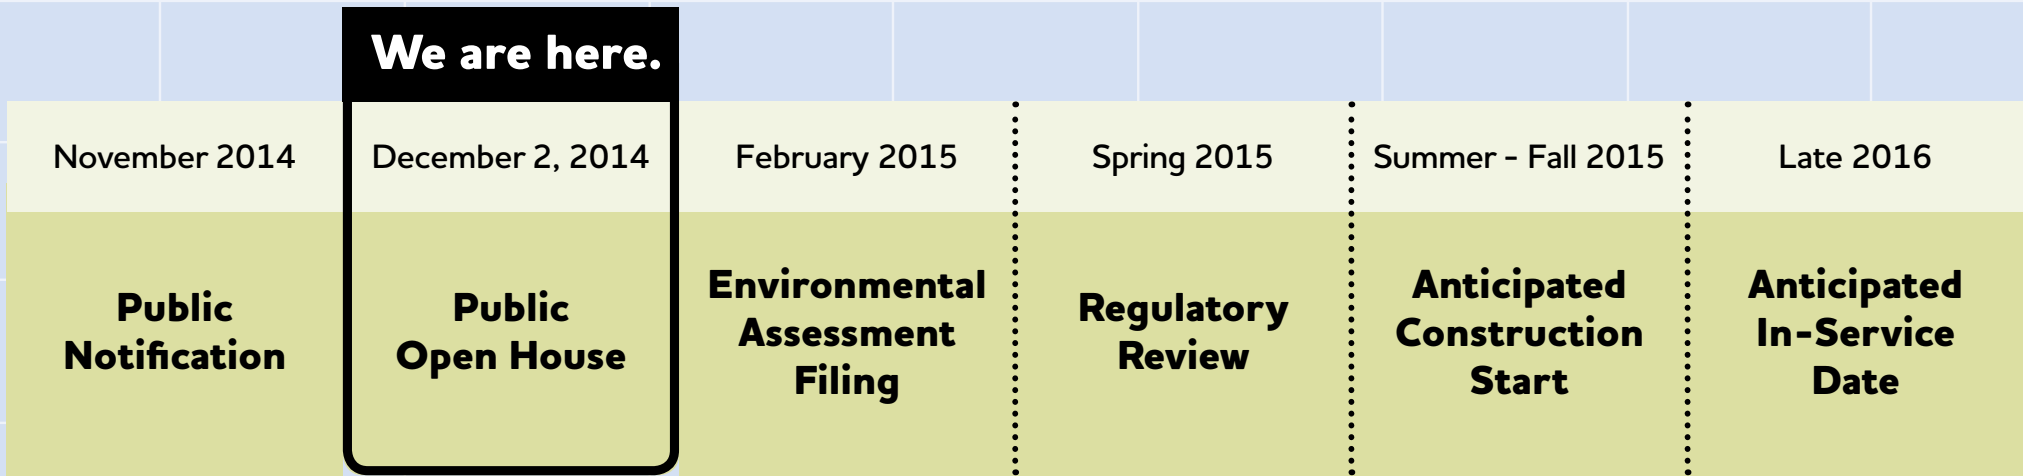 We are here.
November 2014
December 2, 2014
February 2015
Spring 2015
Summer - Fall 2015
Late 2016
Public
Notification
Public
Open House
Environmental
Assessment
Filing
Regulatory
Review
Anticipated
Construction
Start
Anticipated
In-Service
Date